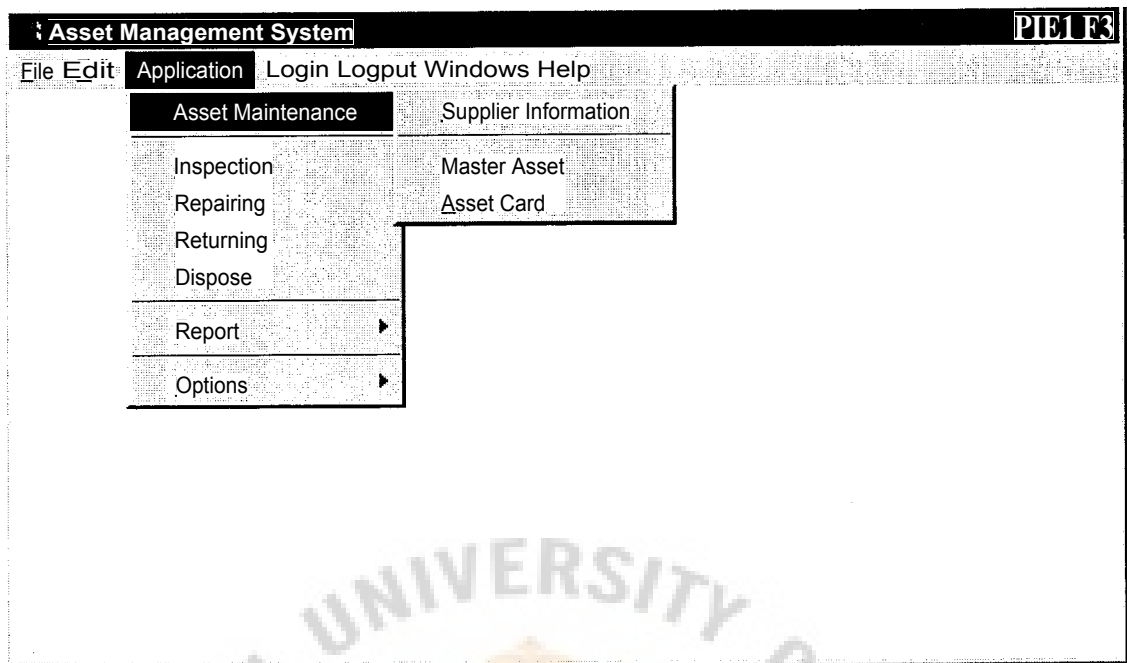 Asset Management System PIE1 F3
File Edit Application Login Logput Windows Help
Asset Maintenance Supplier Information
Inspection Master Asset
Repairing Asset Card
Returning
Dispose
Report
Options
UNIVERSITY